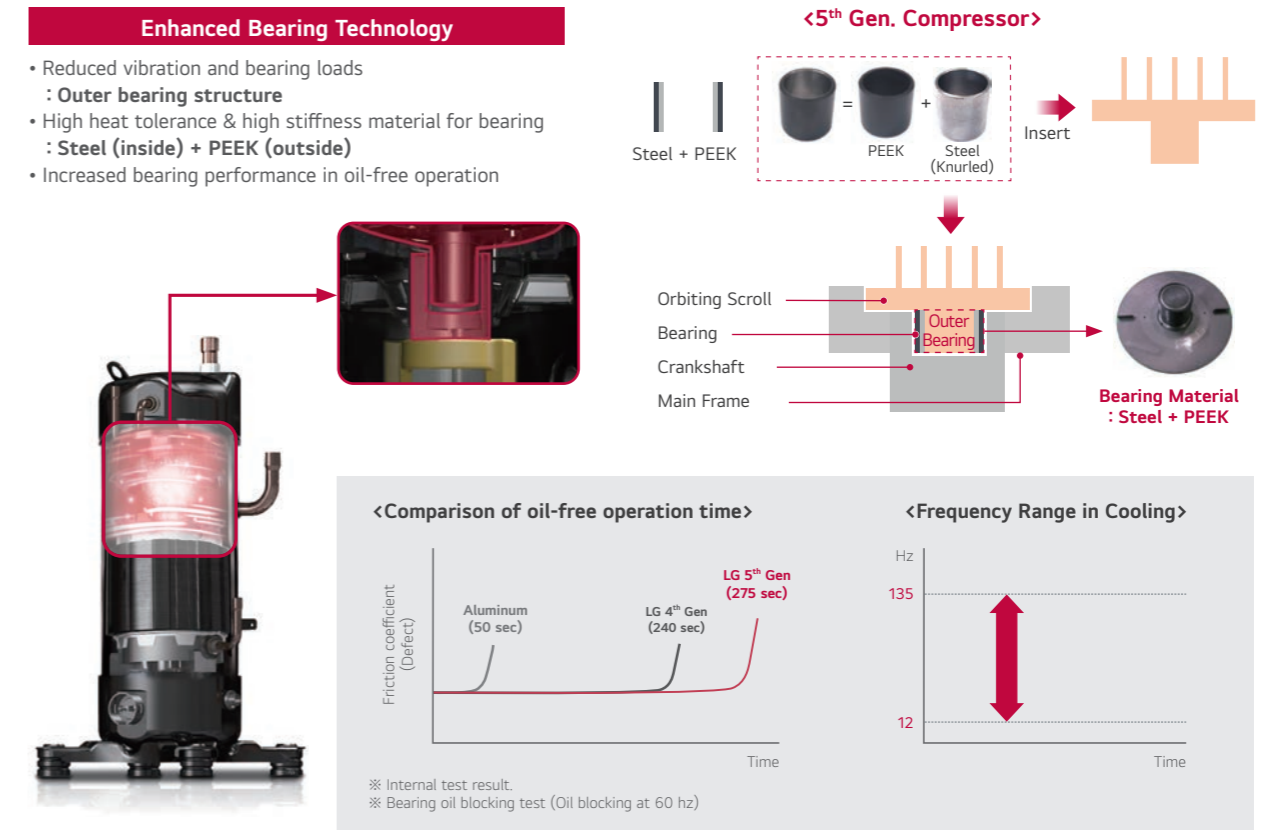 Enhanced Bearing Technology
• Reduced vibration and bearing loads
: Outer bearing structure
• High heat tolerance & high stiffness material for bearing
: Steel (inside) + PEEK (outside)
• Increased bearing performance in oil-free operation
<5th Gen. Compressor>
Steel + PEEK
=
+
PEEK
Steel
(Knurled)
Insert
Orbiting Scroll
Bearing
Crankshaft
Main Frame
Outer
Bearing
Bearing Material
: Steel + PEEK
<Comparison of oil-free operation time>
Friction coefficient
(Defect)
Aluminum
(50 sec)
LG 4th Gen
(240 sec)
LG 5th Gen
(275 sec)
Time
※ Internal test result.
※ Bearing oil blocking test (Oil blocking at 60 hz)
<Frequency Range in Cooling>
Hz
135
12
Time